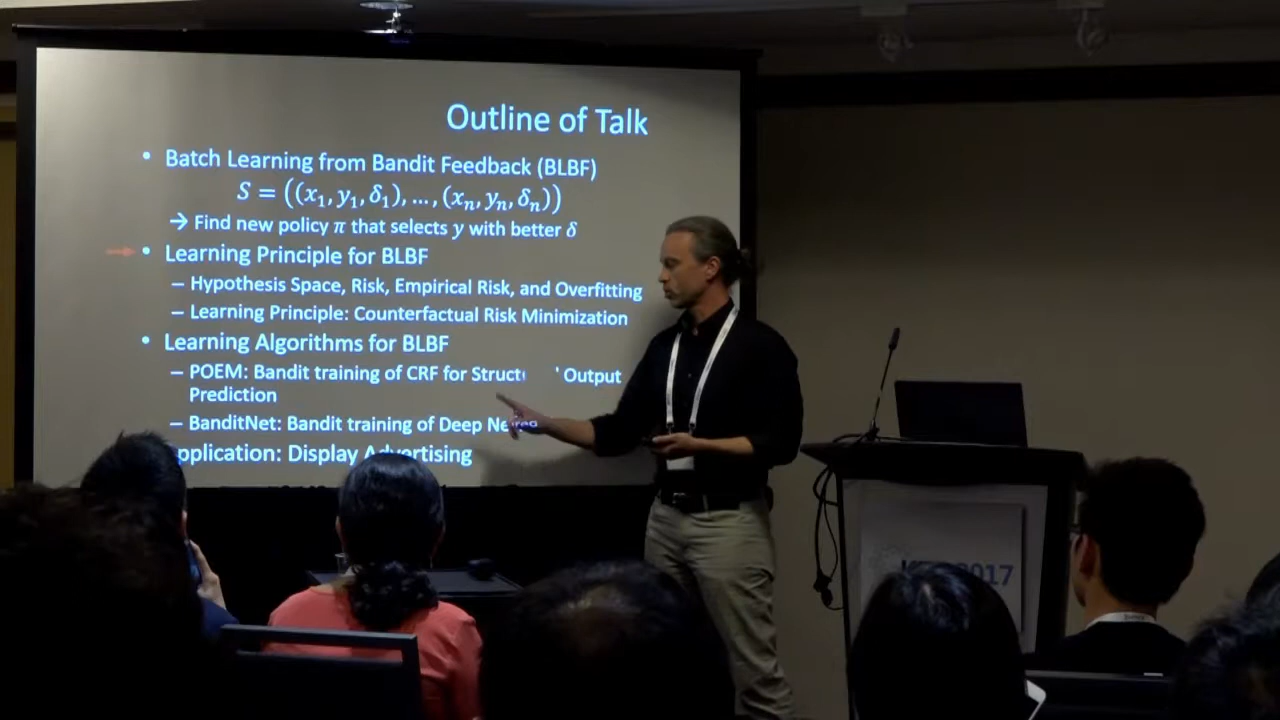 Outline of Talk
• Batch Learning from Bandit Feedback (BLBF)
S = ((x₁, y₁, δ₁), …, (xₙ, yₙ, δₙ))
→ Find new policy π that selects y with better δ
• Learning Principle for BLBF
– Hypothesis Space, Risk, Empirical Risk, and Overfitting
– Learning Principle: Counterfactual Risk Minimization
• Learning Algorithms for BLBF
– POEM: Bandit training of CRF for Struct Output
Prediction
– BanditNet: Bandit training of Deep
pplication: Display Advertising
2017